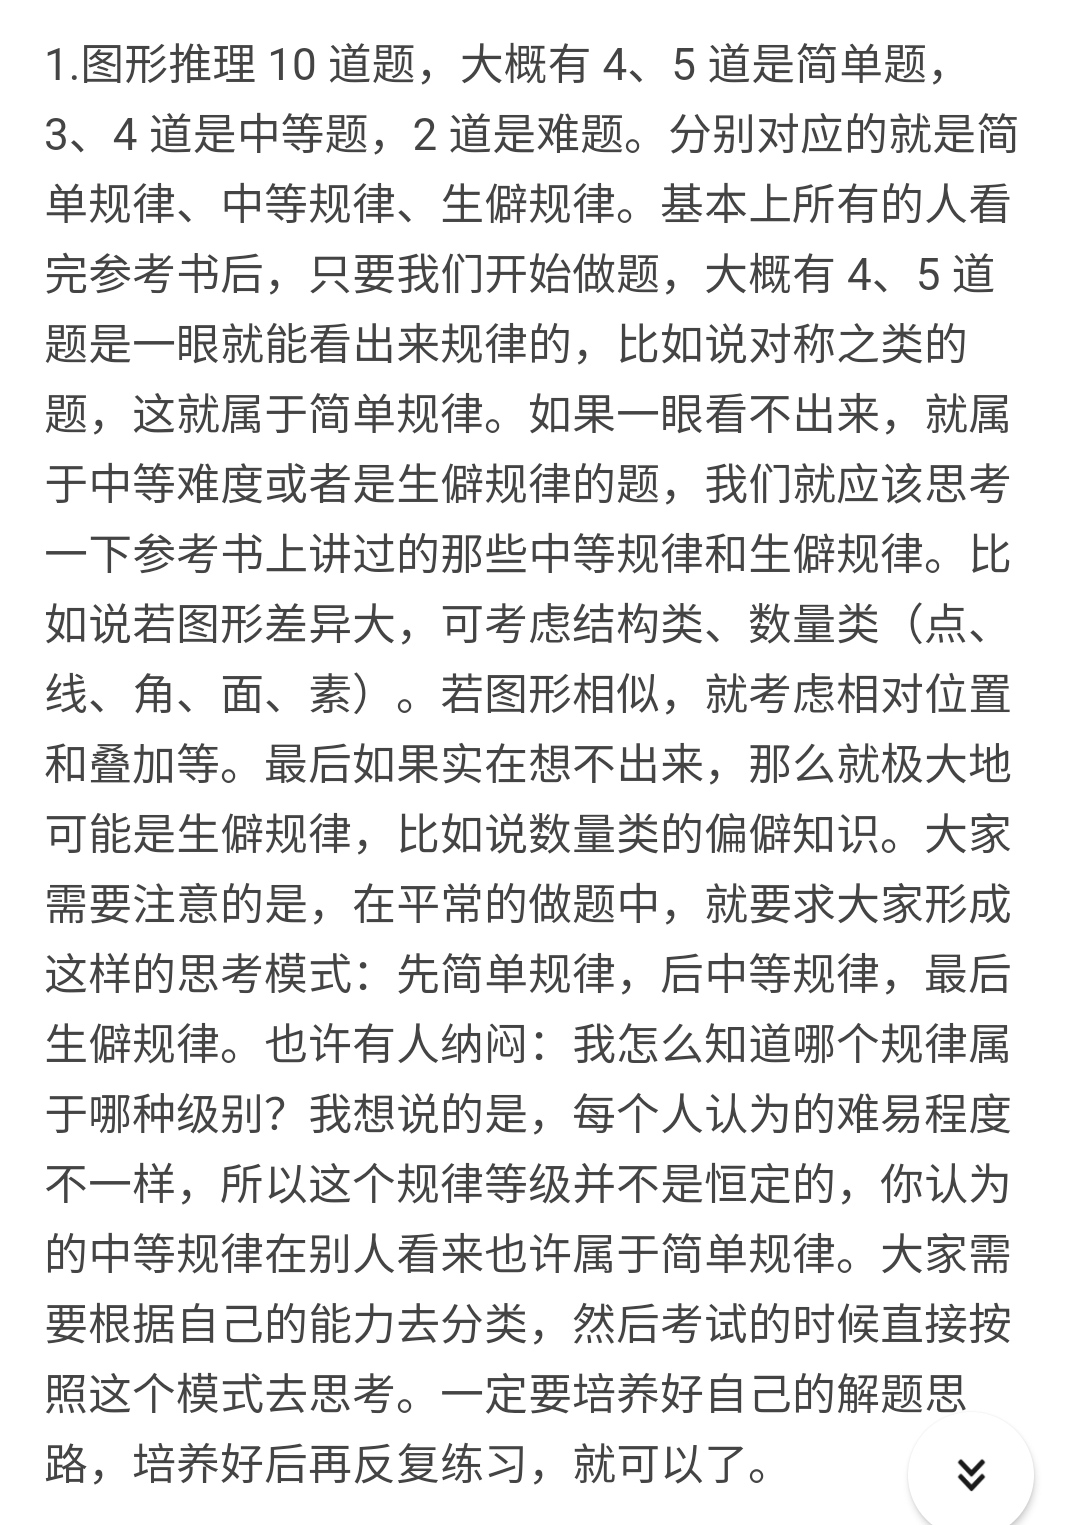 1.图形推理 10 道题，大概有 4、5 道是简单题，
3、4 道是中等题，2 道是难题。分别对应的就是简
单规律、中等规律、生僻规律。基本上所有的人看
完参考书后，只要我们开始做题，大概有 4、5 道
题是一眼就能看出来规律的，比如说对称之类的
题，这就属于简单规律。如果一眼看不出来，就属
于中等难度或者是生僻规律的题，我们就应该思考
一下参考书上讲过的那些中等规律和生僻规律。比
如说若图形差异大，可考虑结构类、数量类（点、
线、角、面、素）。若图形相似，就考虑相对位置
和叠加等。最后如果实在想不出来，那么就极大地
可能是生僻规律，比如说数量类的偏僻知识。大家
需要注意的是，在平常的做题中，就要求大家形成
这样的思考模式：先简单规律，后中等规律，最后
生僻规律。也许有人纳闷：我怎么知道哪个规律属
于哪种级别？我想说的是，每个人认为的难易程度
不一样，所以这个规律等级并不是恒定的，你认为
的中等规律在别人看来也许属于简单规律。大家需
要根据自己的能力去分类，然后考试的时候直接按
照这个模式去思考。一定要培养好自己的解题思
路，培养好后再反复练习，就可以了。